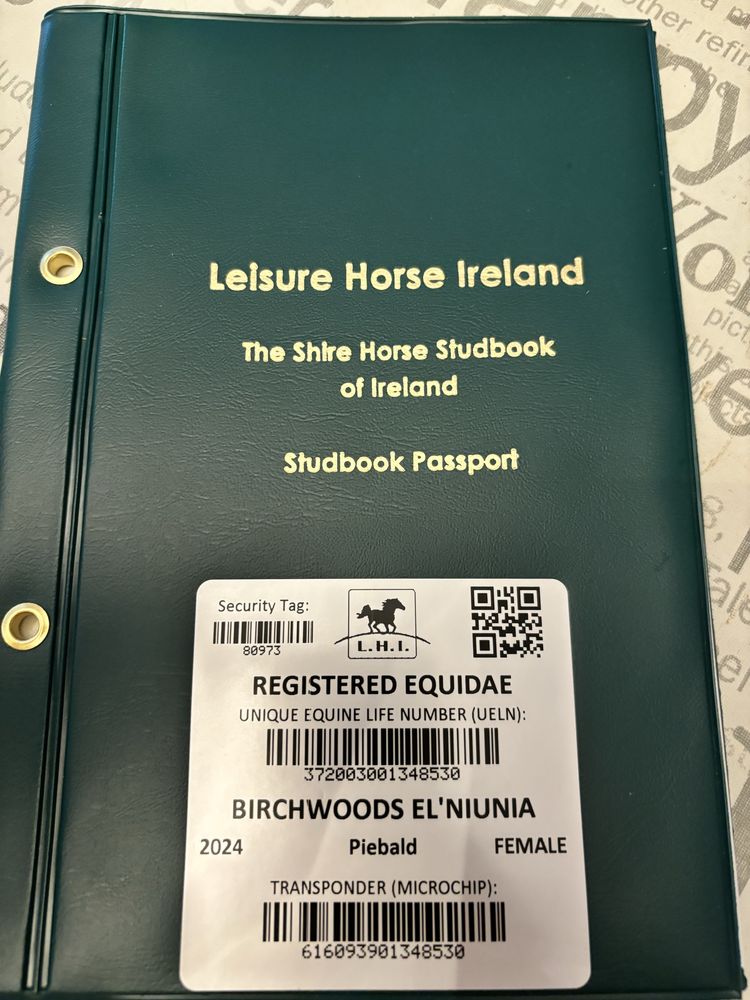 Leisure Horse Ireland
The Shire Horse Studbook
of Ireland
Studbook Passport
Security Tag:
80973
L.H.I.
REGISTERED EQUIDAE
UNIQUE EQUINE LIFE NUMBER (UELN):
372003001348530
BIRCHWOODS EL'NIUNIA
2024 Piebald FEMALE
TRANSPONDER (MICROCHIP):
616093901348530